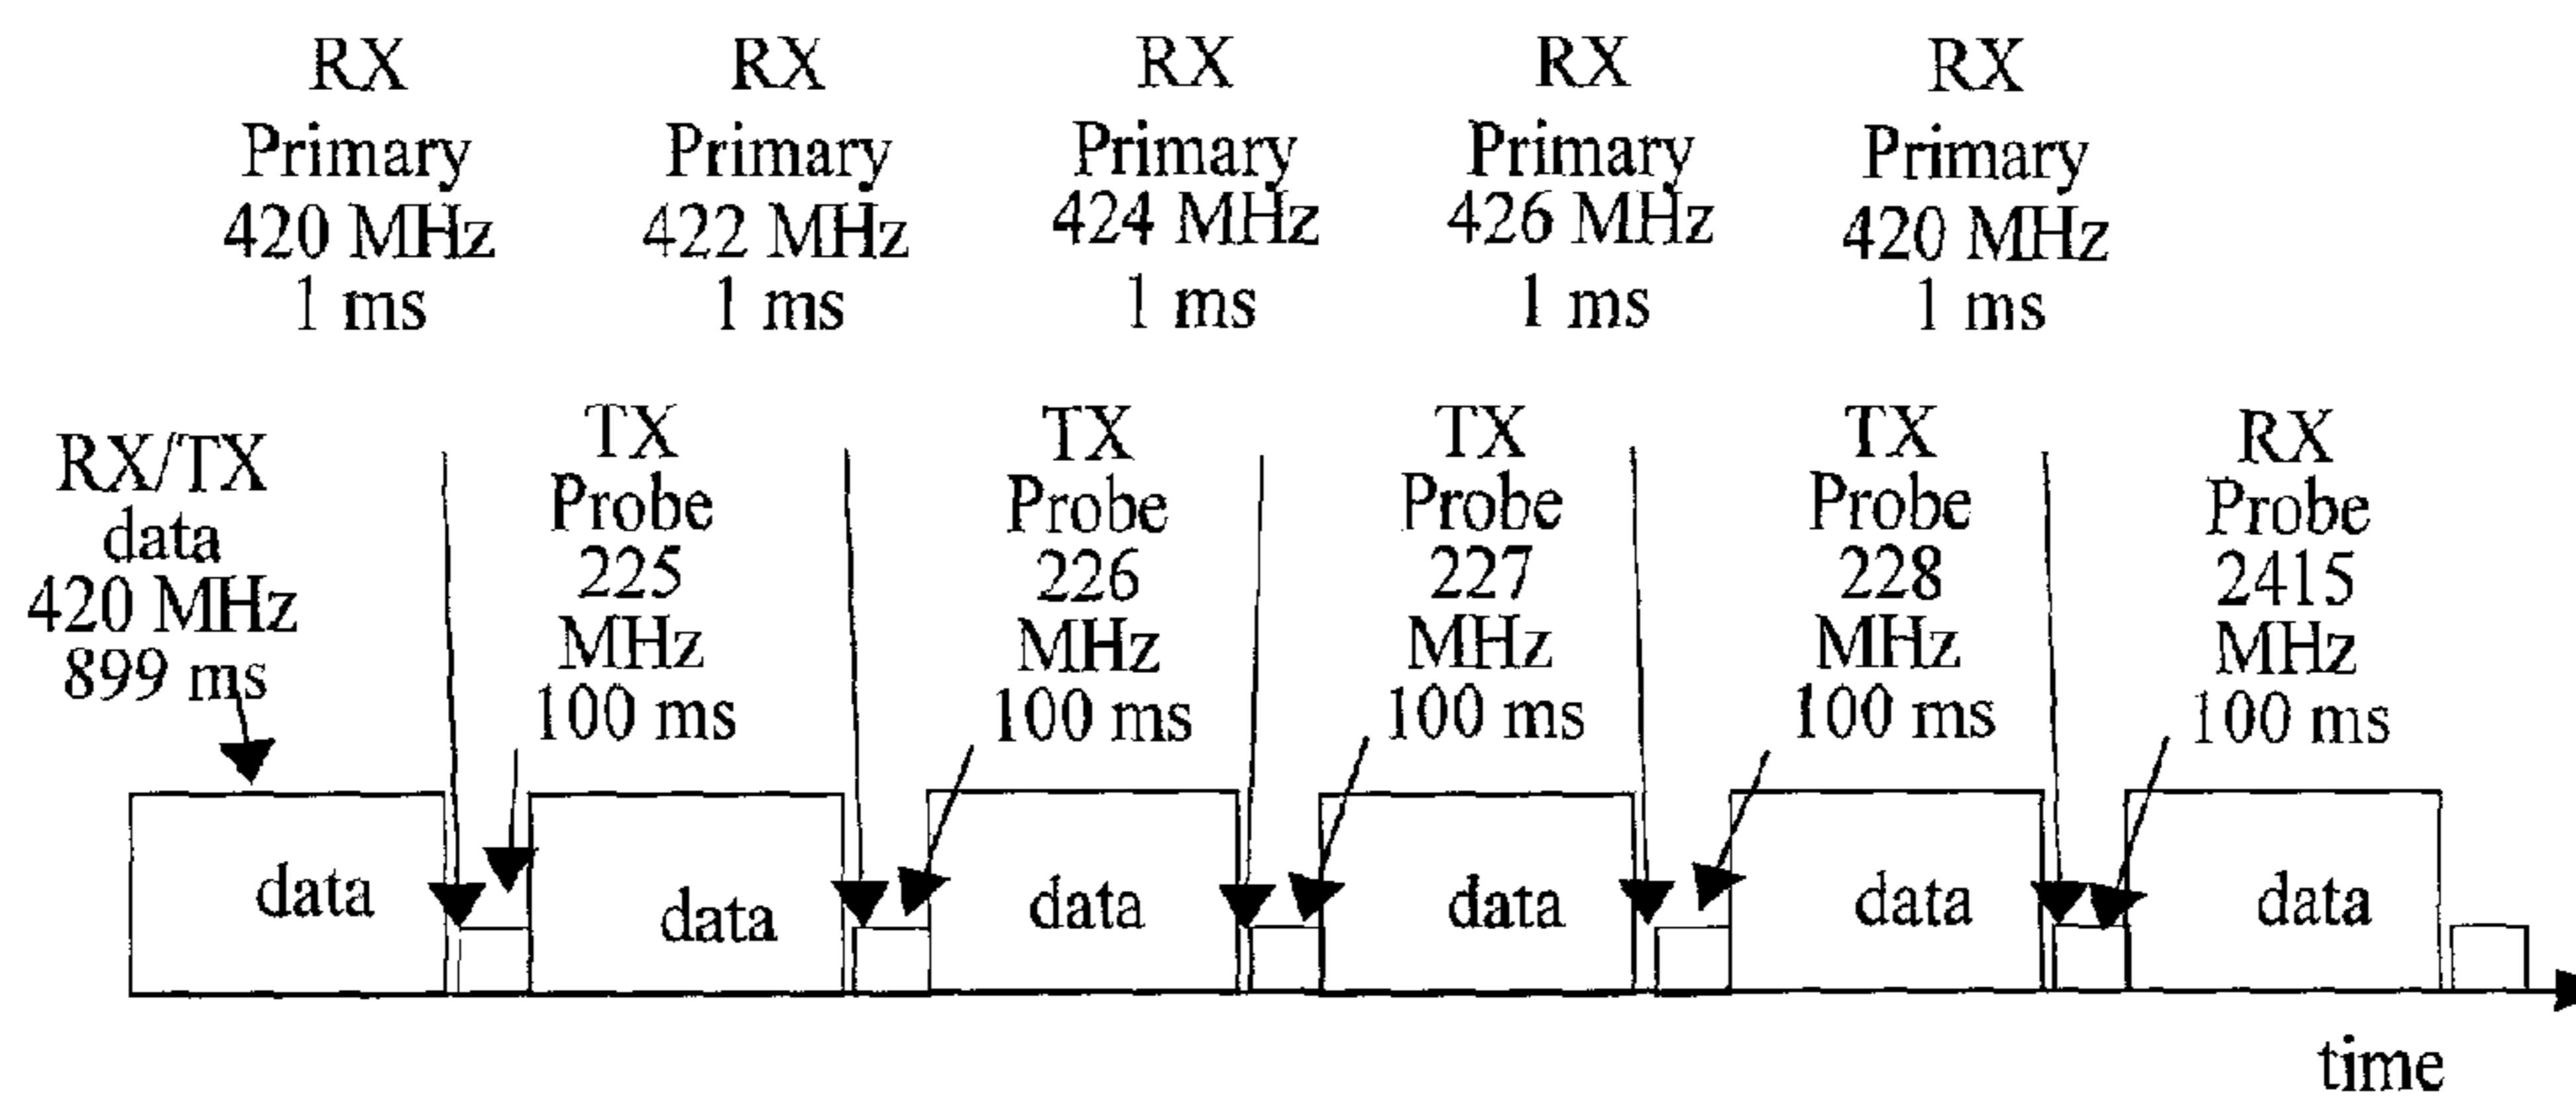 RX
Primary
420 MHz
1 ms
RX
Primary
422 MHz
1 ms
RX
Primary
424 MHz
1 ms
RX
Primary
426 MHz
1 ms
RX
Primary
420 MHz
1 ms
RX/TX
data
420 MHz
899 ms
TX
Probe
225
MHz
100 ms
TX
Probe
226
MHz
100 ms
TX
Probe
227
MHz
100 ms
TX
Probe
228
MHz
100 ms
RX
Probe
2415
MHz
100 ms
data
data
data
data
data
data
time